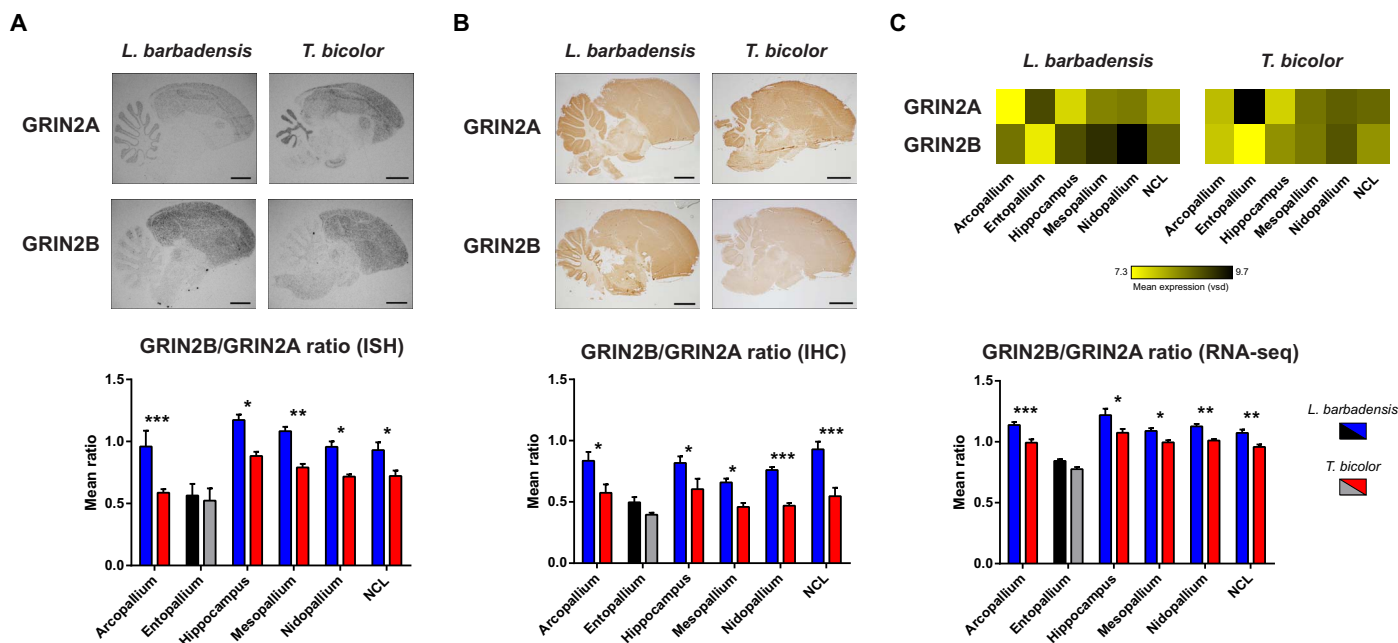 A
L. barbadensis
T. bicolor
GRIN2A
GRIN2B
GRIN2B/GRIN2A ratio (ISH)
Mean ratio
1.5
1.0
0.5
0.0
***
*
**
*
*
Arcopallium
Entopallium
Hippocampus
Mesopallium
Nidopallium
NCL
B
L. barbadensis
T. bicolor
GRIN2A
GRIN2B
GRIN2B/GRIN2A ratio (IHC)
Mean ratio
1.5
1.0
0.5
0.0
*
*
*
***
***
Arcopallium
Entopallium
Hippocampus
Mesopallium
Nidopallium
NCL
C
L. barbadensis
T. bicolor
GRIN2A
GRIN2B
Arcopallium
Entopallium
Hippocampus
Mesopallium
Nidopallium
NCL
Arcopallium
Entopallium
Hippocampus
Mesopallium
Nidopallium
NCL
7.3
9.7
Mean expression (vsd)
GRIN2B/GRIN2A ratio (RNA-seq)
Mean ratio
1.5
1.0
0.5
0.0
***
*
*
**
**
Arcopallium
Entopallium
Hippocampus
Mesopallium
Nidopallium
NCL
L. barbadensis
T. bicolor